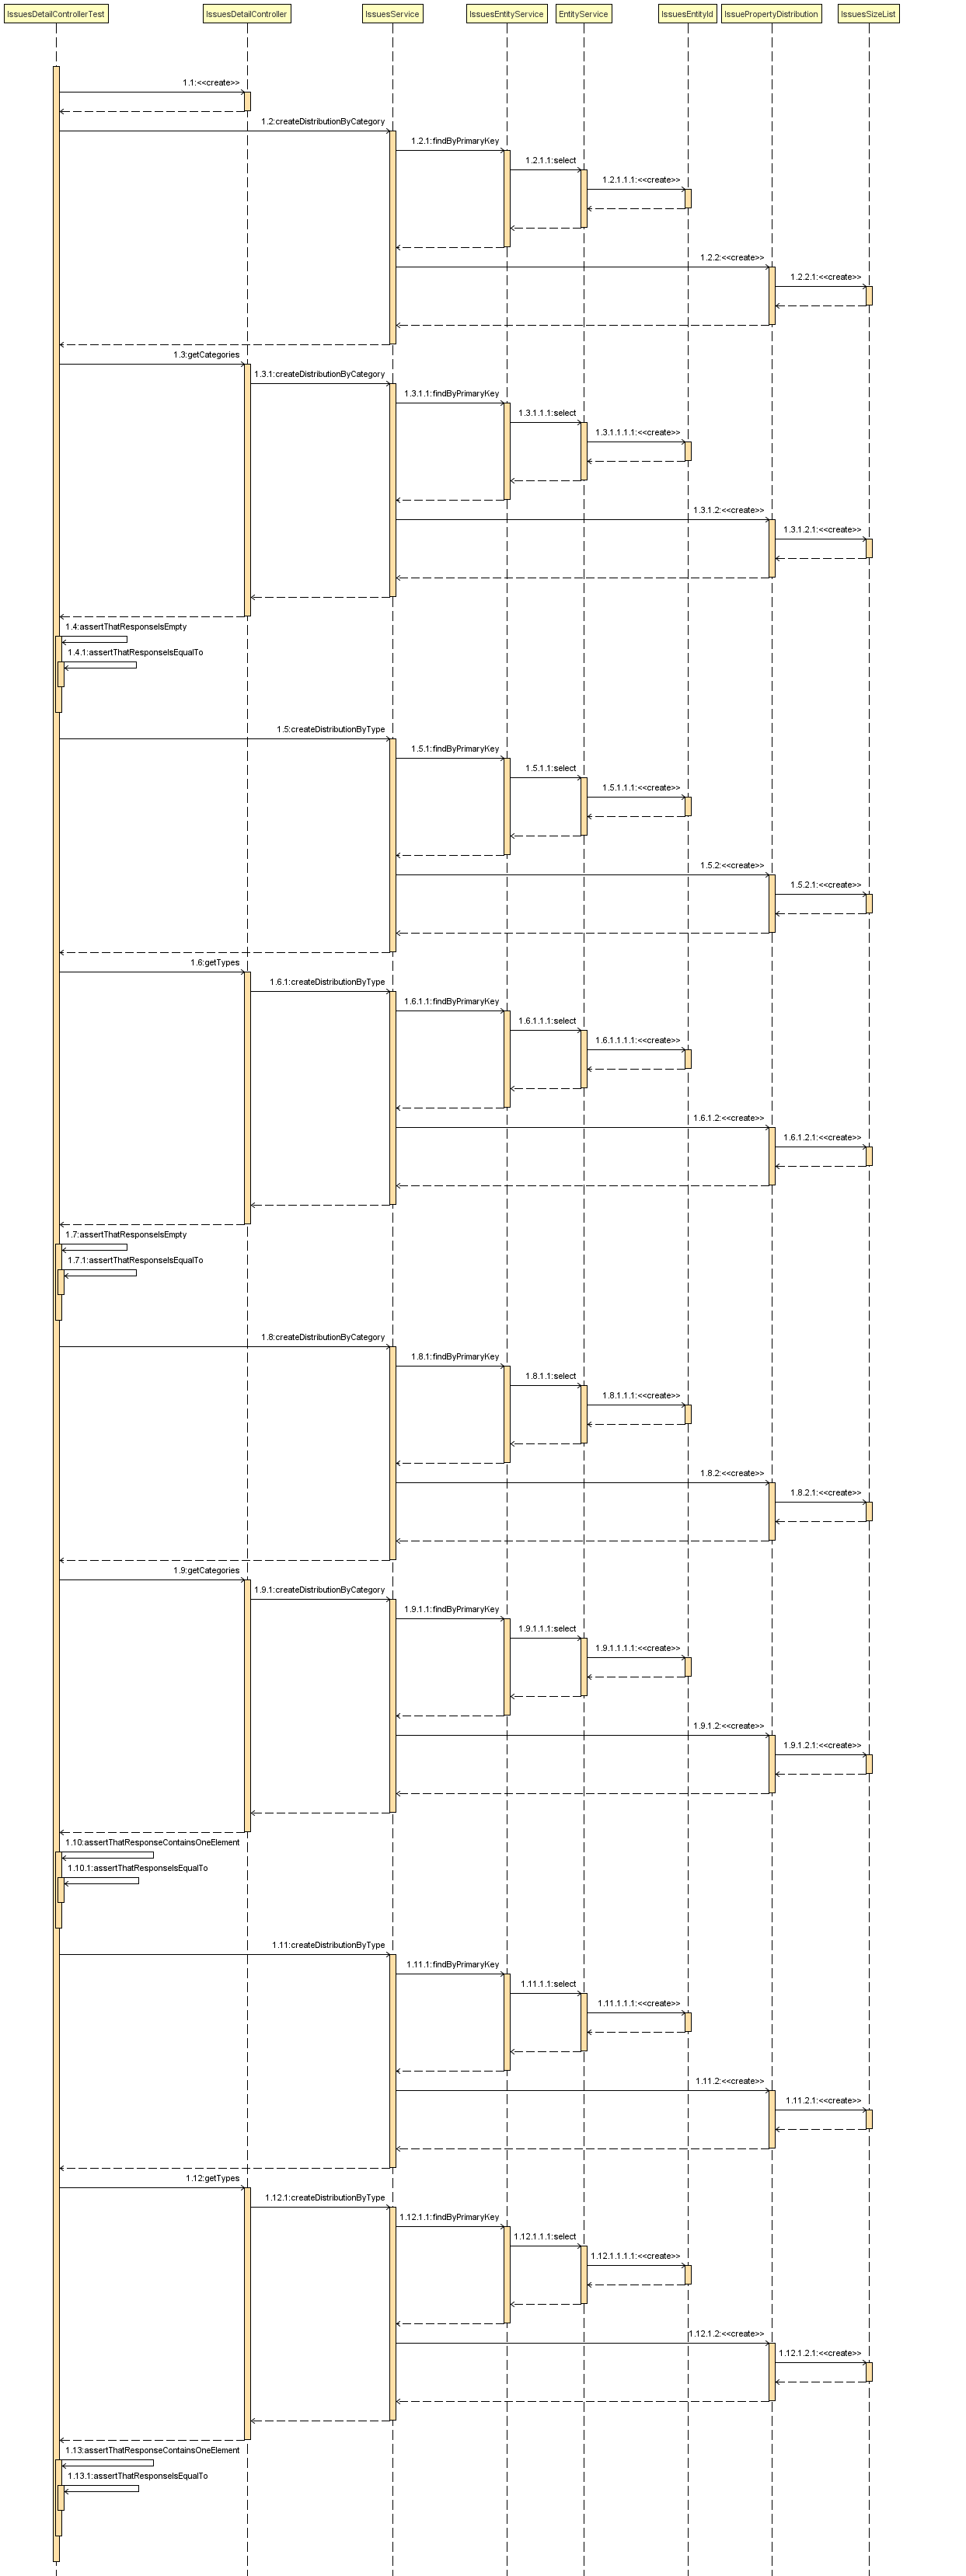 IssuesDetailControllerTest
IssuesDetailController
IssuesService
IssuesEntityService
EntityService
IssuesEntityId
IssuePropertyDistribution
IssuesSizeList
1.1:<<create>>
1.2:createDistributionByCategory
1.2.1:findByPrimaryKey
1.2.1.1:select
1.2.1.1.1:<<create>>
1.2.2:<<create>>
1.2.2.1:<<create>>
1.3:getCategories
1.3.1:createDistributionByCategory
1.3.1.1:findByPrimaryKey
1.3.1.1.1:select
1.3.1.1.1.1:<<create>>
1.3.1.2:<<create>>
1.3.1.2.1:<<create>>
1.4:assertThatResponseIsEmpty
1.4.1:assertThatResponseIsEqualTo
1.5:createDistributionByType
1.5.1:findByPrimaryKey
1.5.1.1:select
1.5.1.1.1:<<create>>
1.5.2:<<create>>
1.5.2.1:<<create>>
1.6:getTypes
1.6.1:createDistributionByType
1.6.1.1:findByPrimaryKey
1.6.1.1.1:select
1.6.1.1.1.1:<<create>>
1.6.1.2:<<create>>
1.6.1.2.1:<<create>>
1.7:assertThatResponseIsEmpty
1.7.1:assertThatResponseIsEqualTo
1.8:createDistributionByCategory
1.8.1:findByPrimaryKey
1.8.1.1:select
1.8.1.1.1:<<create>>
1.8.2:<<create>>
1.8.2.1:<<create>>
1.9:getCategories
1.9.1:createDistributionByCategory
1.9.1.1:findByPrimaryKey
1.9.1.1.1:select
1.9.1.1.1.1:<<create>>
1.9.1.2:<<create>>
1.9.1.2.1:<<create>>
1.10:assertThatResponseContainsOneElement
1.10.1:assertThatResponseIsEqualTo
1.11:createDistributionByType
1.11.1:findByPrimaryKey
1.11.1.1:select
1.11.1.1.1:<<create>>
1.11.2:<<create>>
1.11.2.1:<<create>>
1.12:getTypes
1.12.1:createDistributionByType
1.12.1.1:findByPrimaryKey
1.12.1.1.1:select
1.12.1.1.1.1:<<create>>
1.12.1.2:<<create>>
1.12.1.2.1:<<create>>
1.13:assertThatResponseContainsOneElement
1.13.1:assertThatResponseIsEqualTo